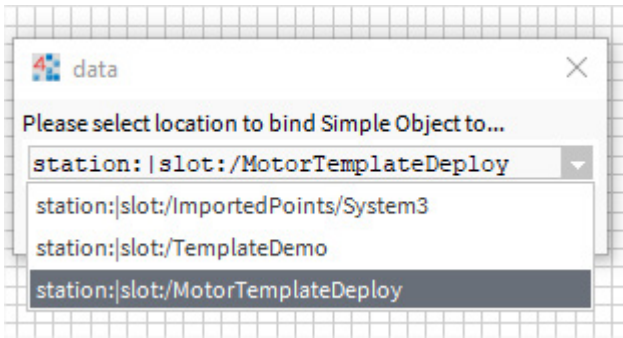 data
Please select location to bind Simple Object to...
station:|slot:/MotorTemplateDeploy
station:|slot:/ImportedPoints/System3
station:|slot:/TemplateDemo
station:|slot:/MotorTemplateDeploy